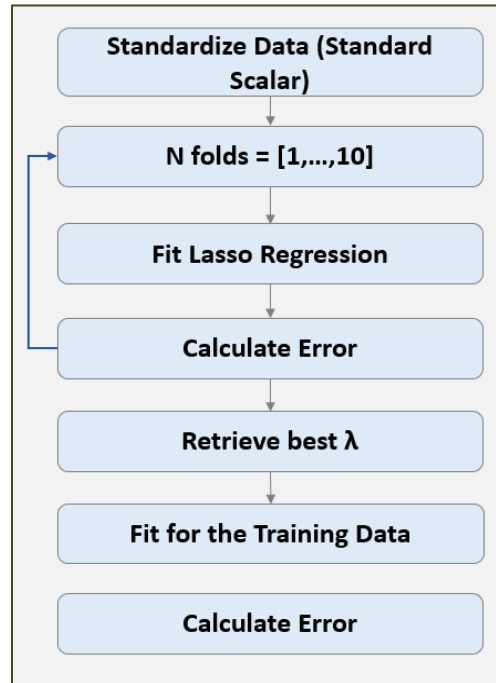 Standardize Data (Standard
Scalar)
N folds = [1,...,10]
Fit Lasso Regression
Calculate Error
Retrieve best λ
Fit for the Training Data
Calculate Error